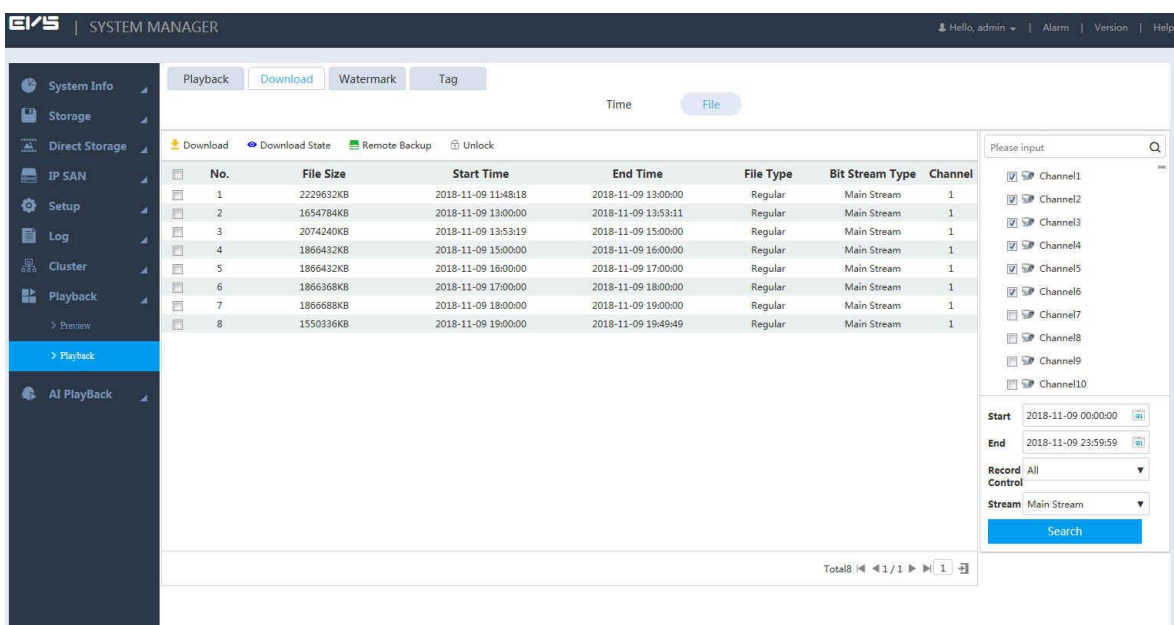 EVS | SYSTEM MANAGER
Hello, admin | Alarm | Version | Help
System Info
Storage
Direct Storage
IP SAN
Setup
Log
Cluster
Playback
> Preview
> Playback
AI PlayBack
Playback Download Watermark Tag
Time File
Download Download State Remote Backup Unlock
No. File Size Start Time End Time File Type Bit Stream Type Channel
1 2229632KB 2018-11-09 11:48:18 2018-11-09 13:00:00 Regular Main Stream 1
2 1654784KB 2018-11-09 13:00:00 2018-11-09 13:53:11 Regular Main Stream 1
3 2074240KB 2018-11-09 13:53:19 2018-11-09 15:00:00 Regular Main Stream 1
4 1866432KB 2018-11-09 15:00:00 2018-11-09 16:00:00 Regular Main Stream 1
5 1866432KB 2018-11-09 16:00:00 2018-11-09 17:00:00 Regular Main Stream 1
6 1866368KB 2018-11-09 17:00:00 2018-11-09 18:00:00 Regular Main Stream 1
7 1866688KB 2018-11-09 18:00:00 2018-11-09 19:00:00 Regular Main Stream 1
8 1550336KB 2018-11-09 19:00:00 2018-11-09 19:49:49 Regular Main Stream 1
Total8 1 / 1 1
Please input
Channel1
Channel2
Channel3
Channel4
Channel5
Channel6
Channel7
Channel8
Channel9
Channel10
Start 2018-11-09 00:00:00
End 2018-11-09 23:59:59
Record All
Control
Stream Main Stream
Search